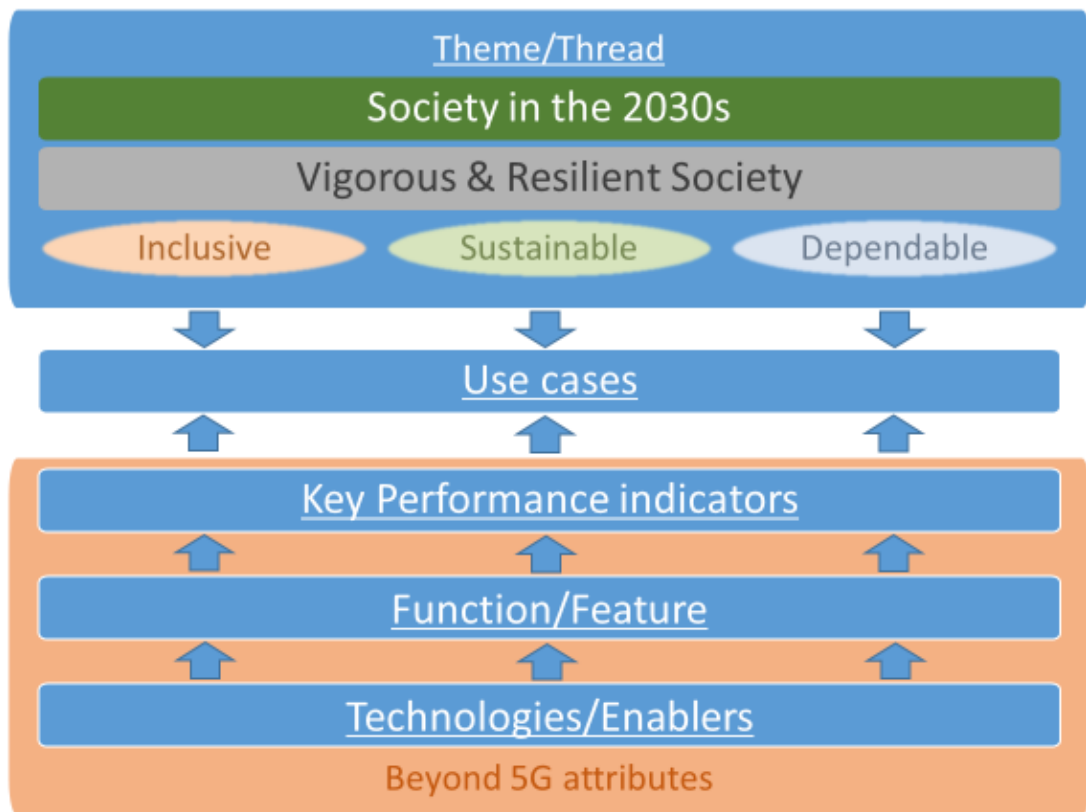 Theme/Thread
Society in the 2030s
Vigorous & Resilient Society
Inclusive
Sustainable
Dependable
Use cases
Key Performance indicators
Function/Feature
Technologies/Enablers
Beyond 5G attributes